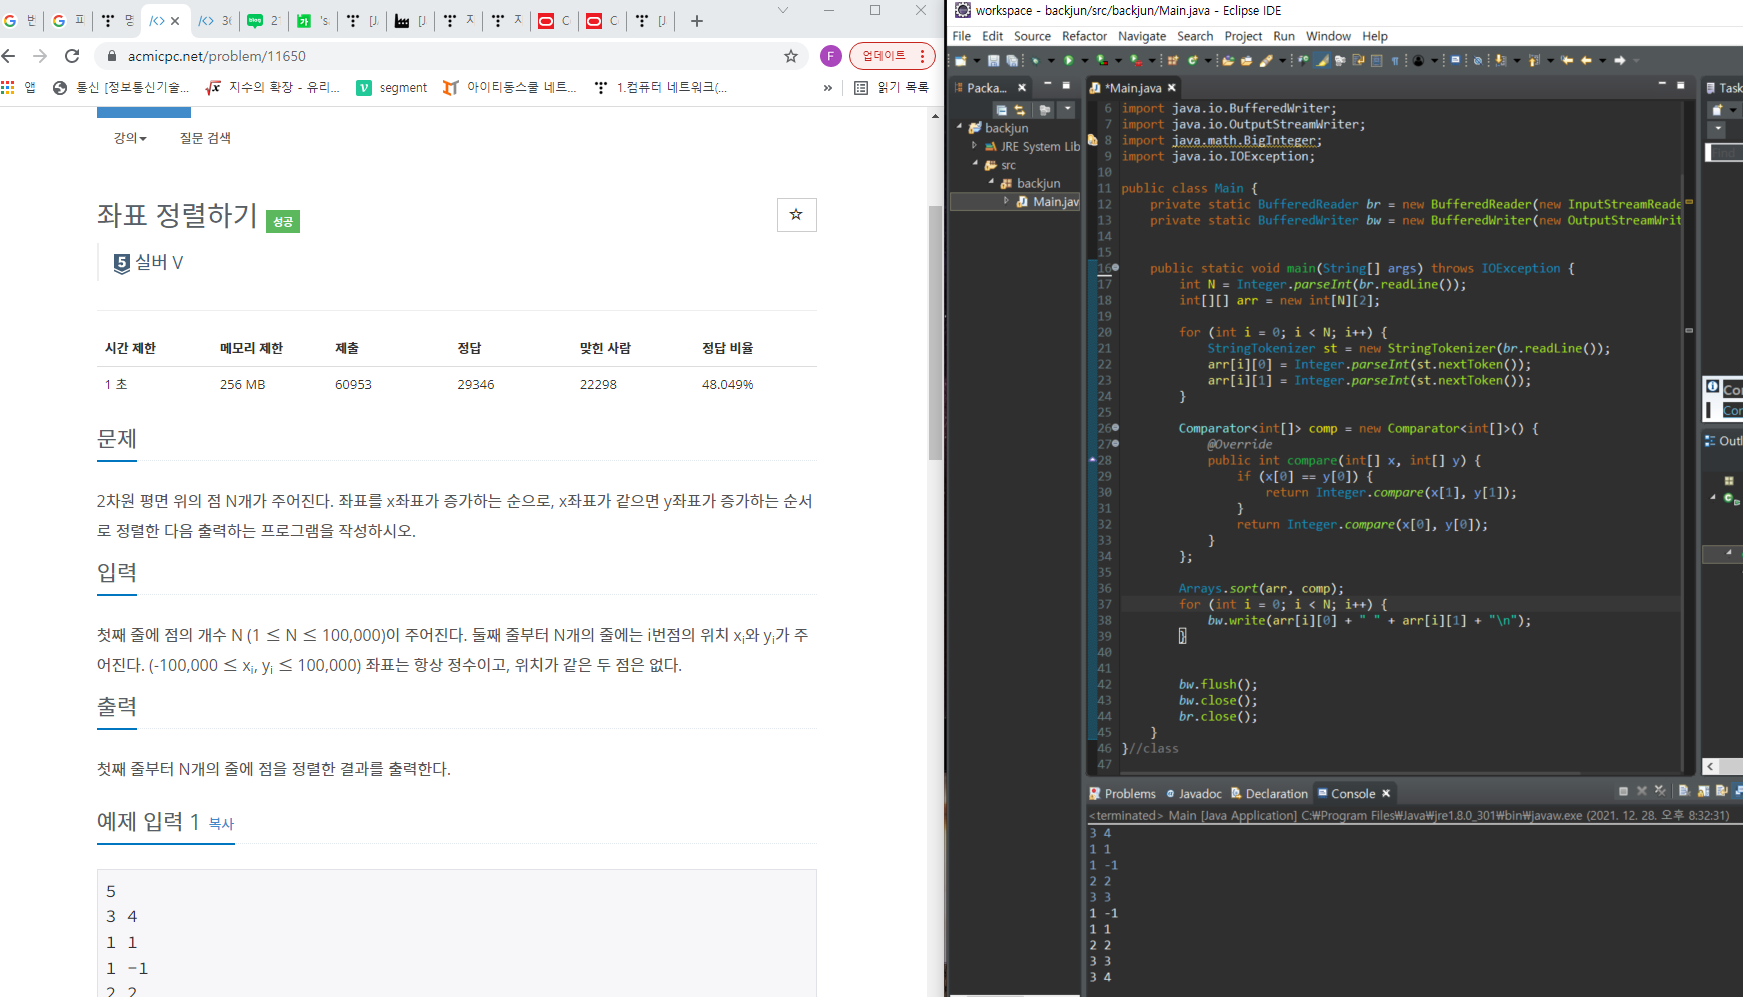 acmicpc.net/problem/11650
F
업데이트
앱
통신 [정보통신기술...
지수의 확장 - 유리...
segment
아이티동스쿨 네트...
1.컴퓨터 네트워크(...
»
읽기 목록
강의
질문 검색
좌표 정렬하기 성공
5 실버 V
시간 제한 메모리 제한 제출 정답 맞힌 사람 정답 비율
1 초 256 MB 60953 29346 22298 48.049%
문제
2차원 평면 위의 점 N개가 주어진다. 좌표를 x좌표가 증가하는 순으로, x좌표가 같으면 y좌표가 증가하는 순서
로 정렬한 다음 출력하는 프로그램을 작성하시오.
입력
첫째 줄에 점의 개수 N (1 ≤ N ≤ 100,000)이 주어진다. 둘째 줄부터 N개의 줄에는 i번점의 위치 xi와 yi가 주
어진다. (-100,000 ≤ xi, yi ≤ 100,000) 좌표는 항상 정수이고, 위치가 같은 두 점은 없다.
출력
첫째 줄부터 N개의 줄에 점을 정렬한 결과를 출력한다.
예제 입력 1 복사
5
3 4
1 1
1 -1
2 2
workspace - backjun/src/backjun/Main.java - Eclipse IDE
File Edit Source Refactor Navigate Search Project Run Window Help
Packa...
backjun
JRE System Lib
src
backjun
Main.jav
*Main.java
6 import java.io.BufferedWriter;
7 import java.io.OutputStreamWriter;
8 import java.math.BigInteger;
9 import java.io.IOException;
10
11 public class Main {
12 private static BufferedReader br = new BufferedReader(new InputStreamReade
13 private static BufferedWriter bw = new BufferedWriter(new OutputStreamWrit
14
15
16 public static void main(String[] args) throws IOException {
17 int N = Integer.parseInt(br.readLine());
18 int[][] arr = new int[N][2];
19
20 for (int i = 0; i < N; i++) {
21 StringTokenizer st = new StringTokenizer(br.readLine());
22 arr[i][0] = Integer.parseInt(st.nextToken());
23 arr[i][1] = Integer.parseInt(st.nextToken());
24 }
25
26 Comparator<int[]> comp = new Comparator<int[]>() {
27 @Override
28 public int compare(int[] x, int[] y) {
29 if (x[0] == y[0]) {
30 return Integer.compare(x[1], y[1]);
31 }
32 return Integer.compare(x[0], y[0]);
33 }
34 };
35
36 Arrays.sort(arr, comp);
37 for (int i = 0; i < N; i++) {
38 bw.write(arr[i][0] + " " + arr[i][1] + "\n");
39 }
40
41
42 bw.flush();
43 bw.close();
44 br.close();
45 }
46 }//class
47
Task
Cor
Con
Outl
Problems Javadoc Declaration Console
<terminated> Main [Java Application] C:₩Program Files₩Java₩jre1.8.0_301₩bin₩javaw.exe (2021. 12. 28. 오후 8:32:31)
3 4
1 1
1 -1
2 2
3 3
1 -1
1 1
2 2
3 3
3 4